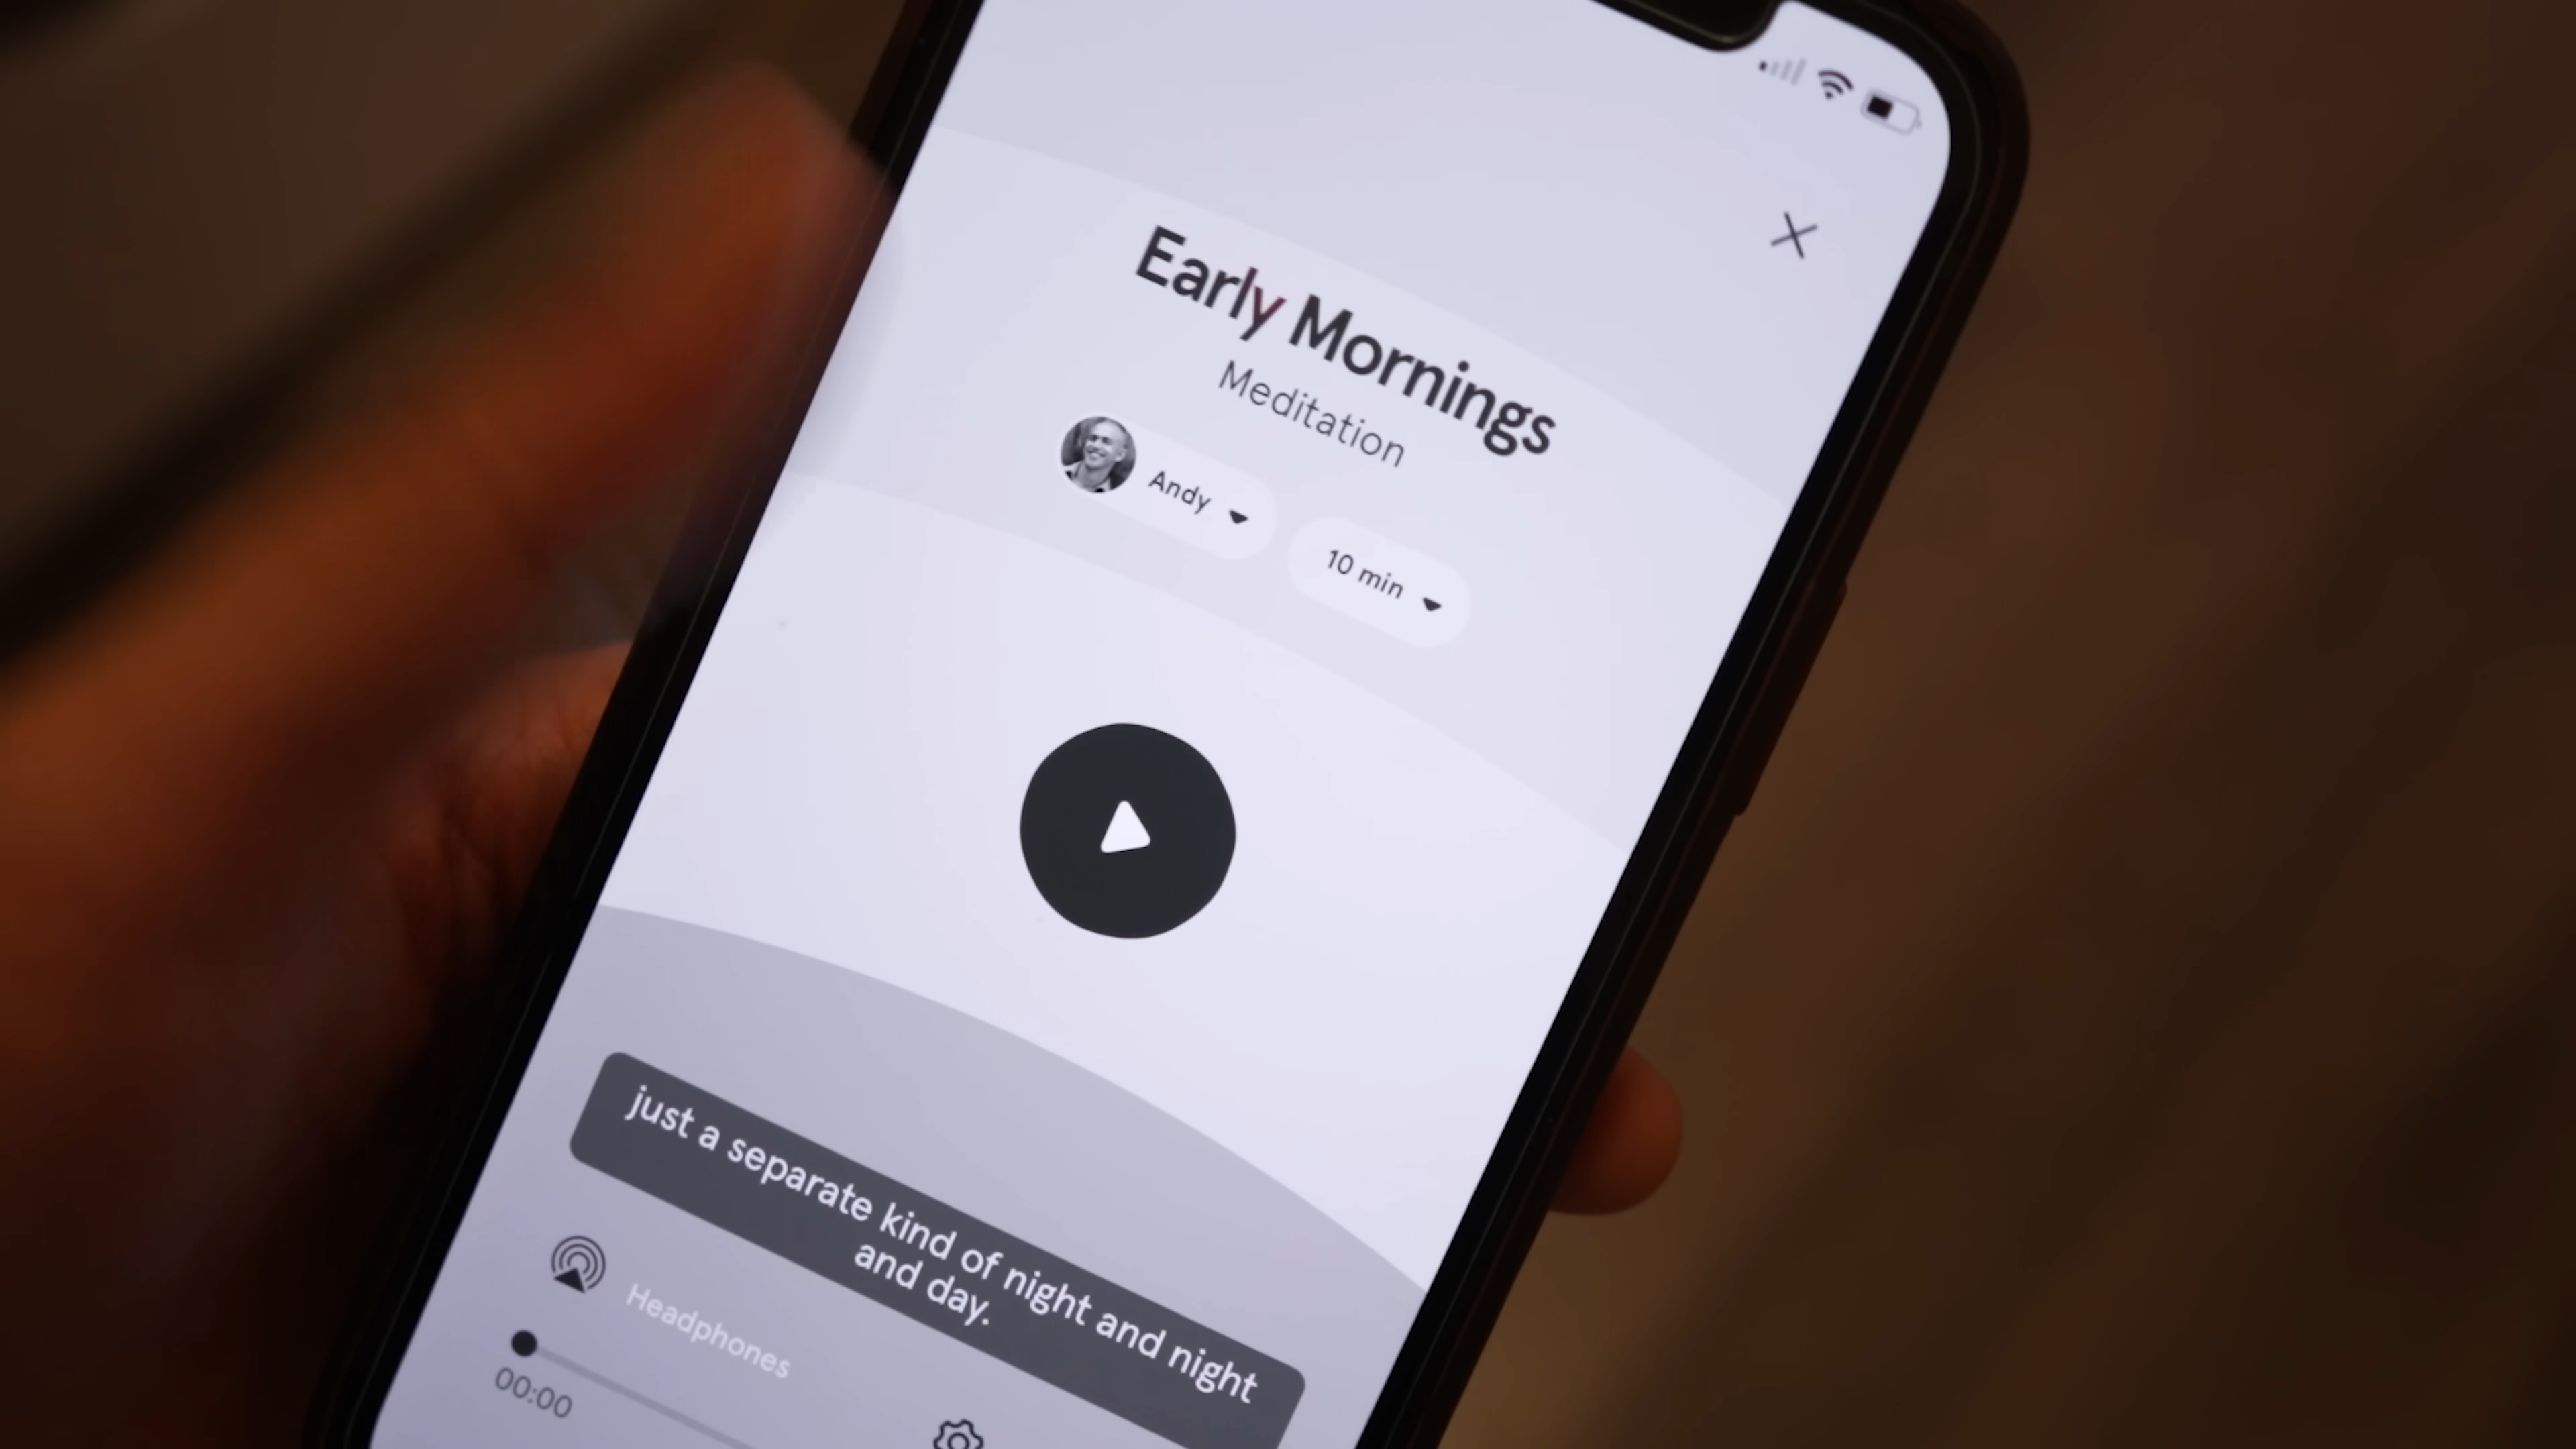 Early Mornings
Meditation
Andy
10 min
just a separate kind of night and night
and day.
Headphones
00:00